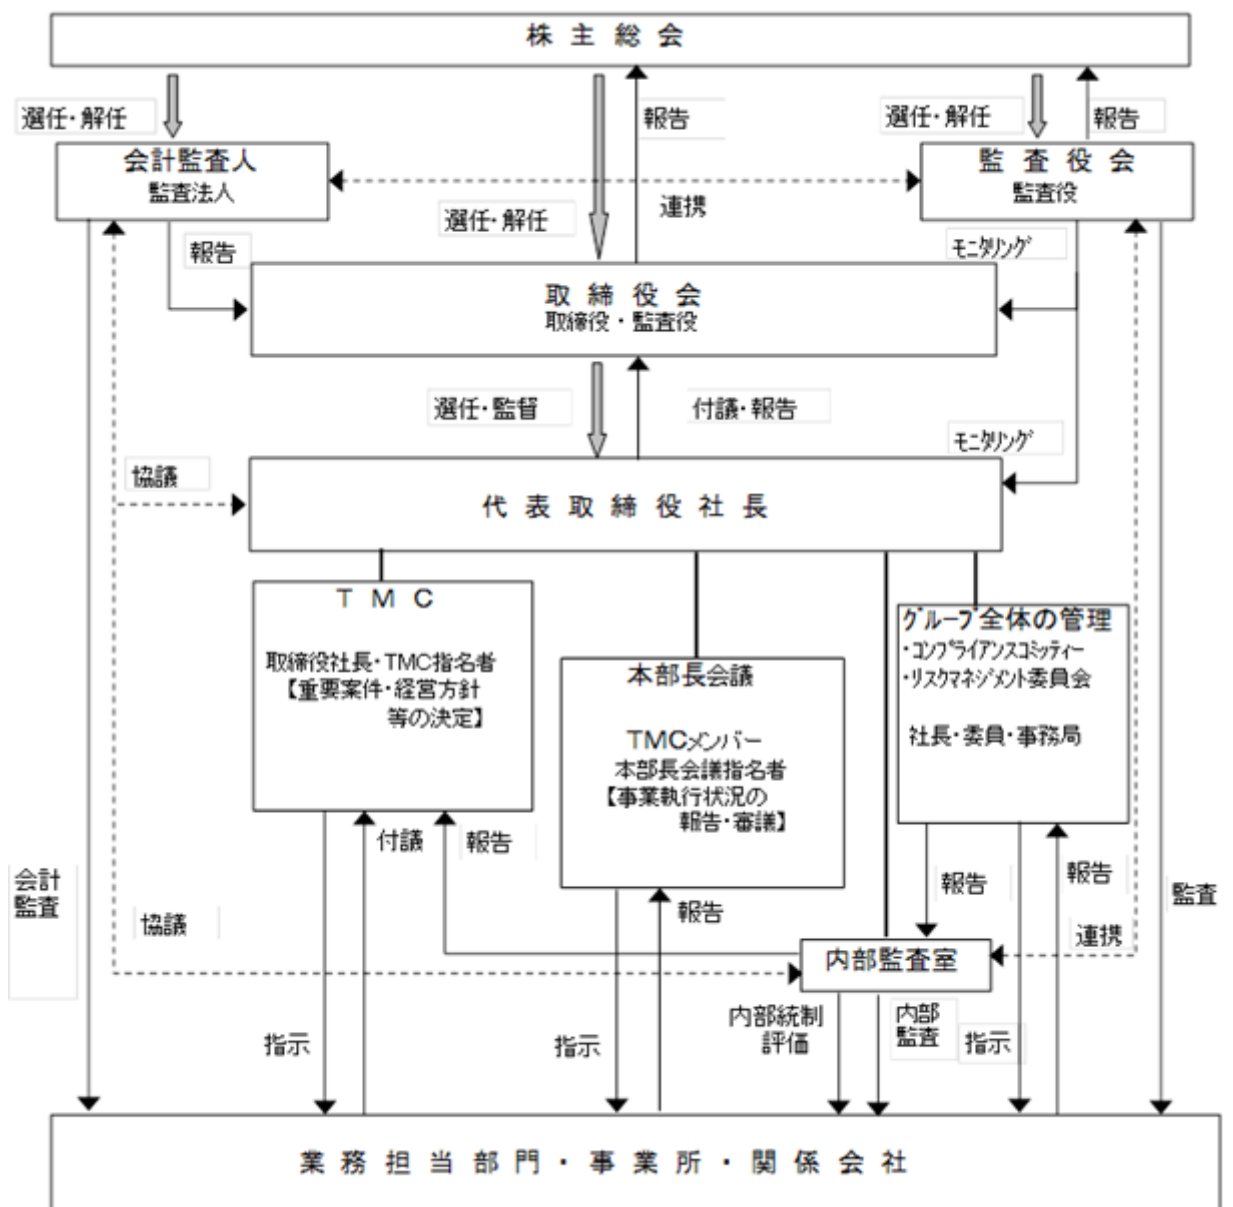 株主総会
選任・解任
報告
選任・解任
報告
会計監査人
監査法人
監査役会
監査役
連携
選任・解任
報告
モニタリング
取締役会
取締役・監査役
選任・監督
付議・報告
モニタリング
協議
代表取締役社長
TMC
取締役社長・TMC指名者
【重要案件・経営方針
等の決定】
本部長会議
TMCメンバー
本部長会議指名者
【事業執行状況の
報告・審議】
グループ全体の管理
・コンプライアンスコミッティー
・リスクマネジメント委員会
社長・委員・事務局
付議
報告
会計
監査
協議
報告
報告
報告
連携
監査
内部監査室
指示
指示
内部統制
評価
内部
監査
指示
業務担当部門・事業所・関係会社